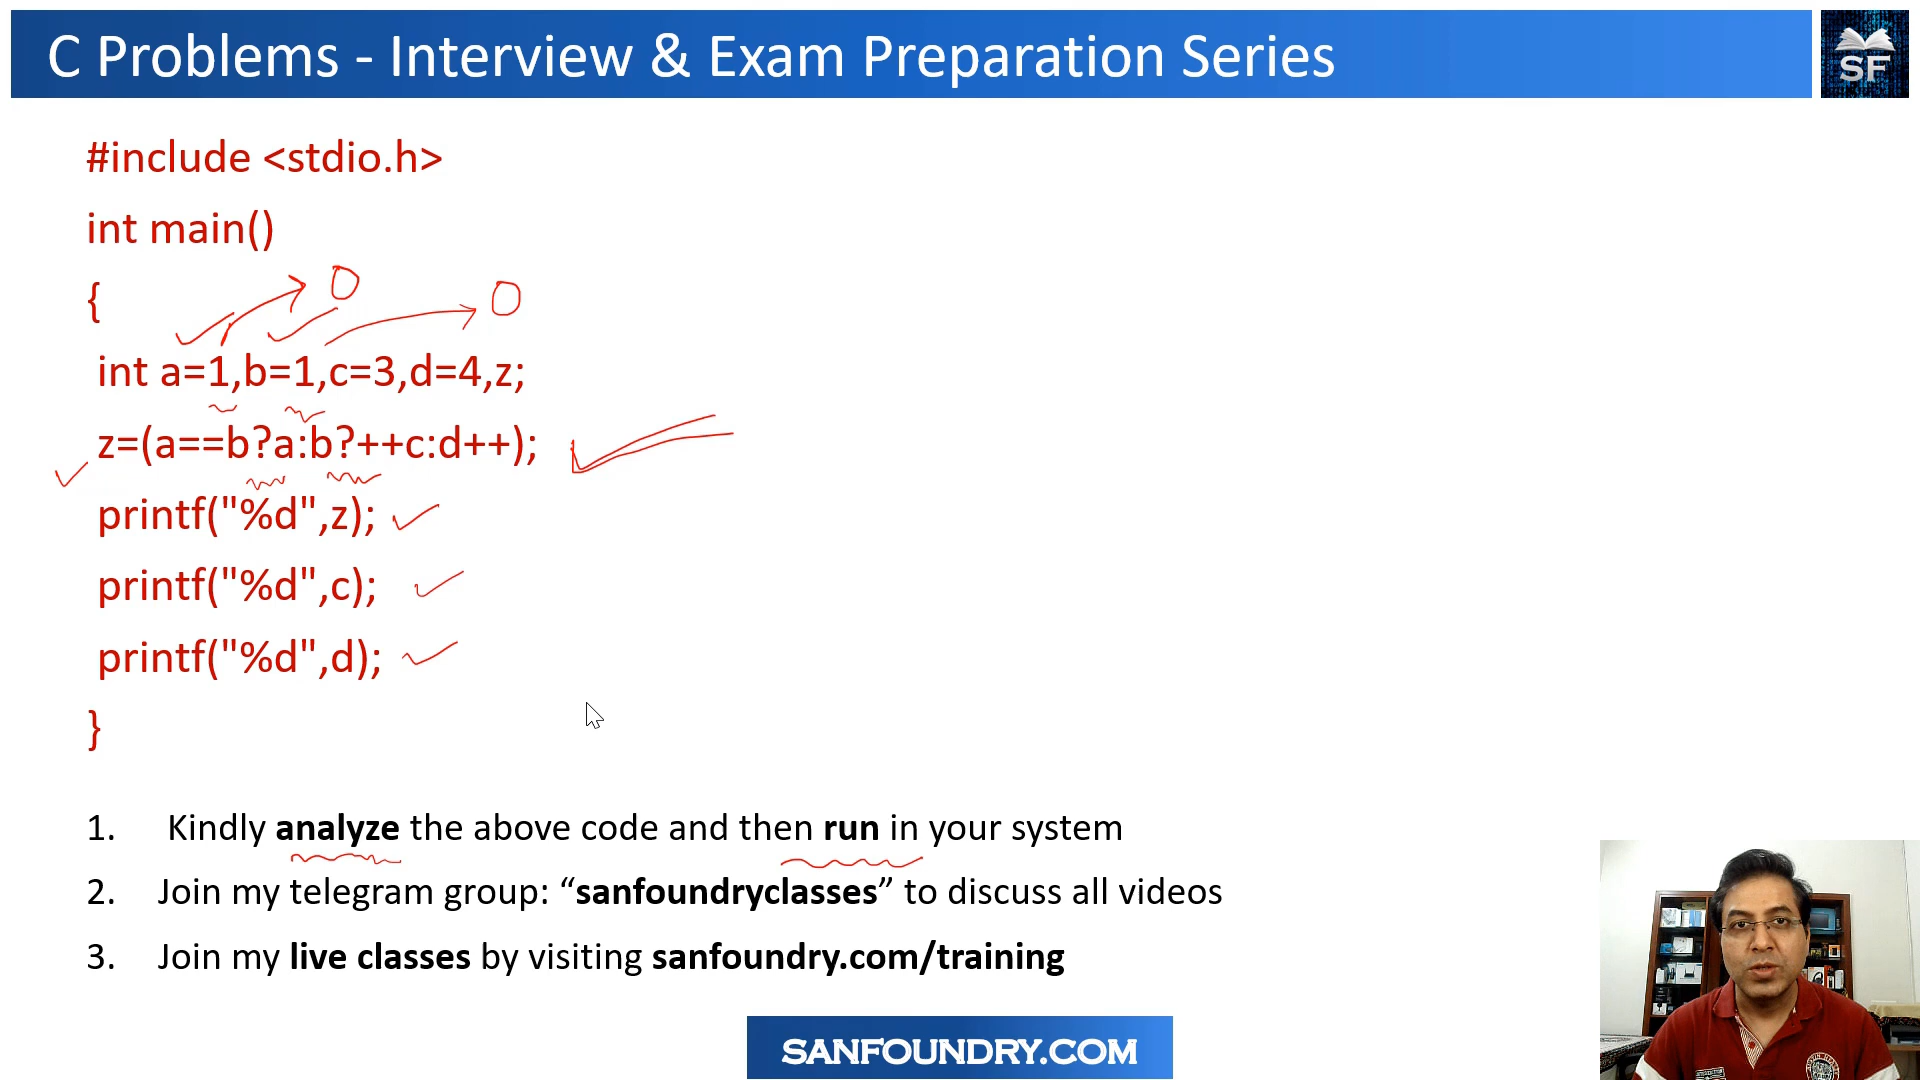 C Problems - Interview & Exam Preparation Series
SF
#include <stdio.h>
int main()
{
0 0
int a=1,b=1,c=3,d=4,z;
z=(a==b?a:b?++c:d++);
printf("%d",z);
printf("%d",c);
printf("%d",d);
}
1. Kindly analyze the above code and then run in your system
2. Join my telegram group: “sanfoundryclasses” to discuss all videos
3. Join my live classes by visiting sanfoundry.com/training
SANFOUNDRY.COM